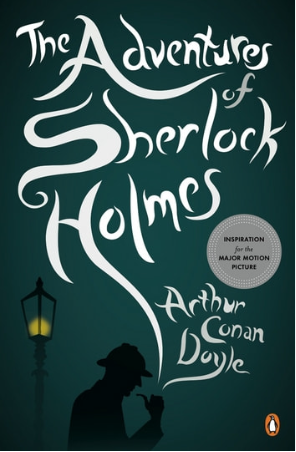 The Adventures
of
Sherlock
Holmes
INSPIRATION
for the
MAJOR MOTION
PICTURE
Arthur
Conan
Doyle